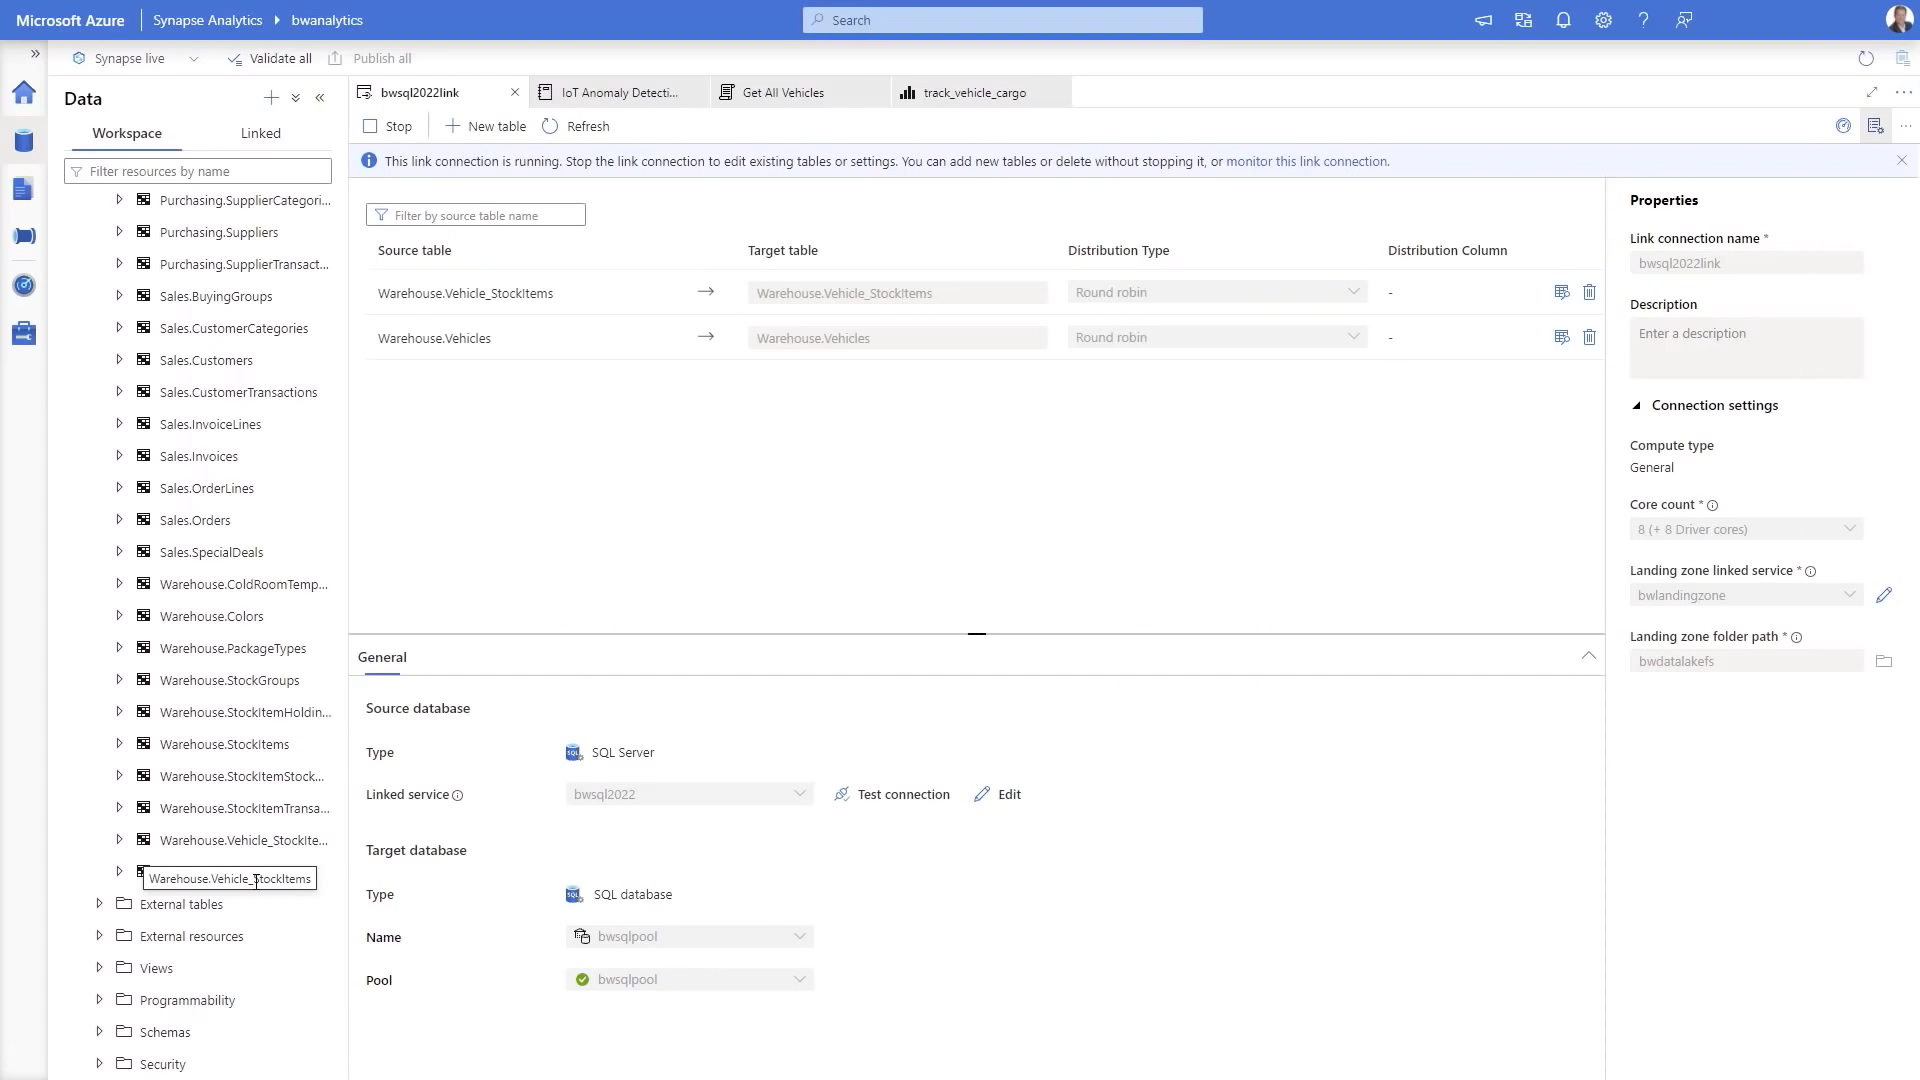 Microsoft Azure
Synapse Analytics
bwanalytics
Search
Synapse live
Validate all
Publish all
Data
Workspace
Linked
Filter resources by name
Purchasing.SupplierCategori...
Purchasing.Suppliers
Purchasing.SupplierTransact...
Sales.BuyingGroups
Sales.CustomerCategories
Sales.Customers
Sales.CustomerTransactions
Sales.InvoiceLines
Sales.Invoices
Sales.OrderLines
Sales.Orders
Sales.SpecialDeals
Warehouse.ColdRoomTemp...
Warehouse.Colors
Warehouse.PackageTypes
Warehouse.StockGroups
Warehouse.StockItemHoldin...
Warehouse.StockItems
Warehouse.StockItemStock...
Warehouse.StockItemTransa...
Warehouse.Vehicle_StockIte...
Warehouse.Vehicle_StockItems
External tables
External resources
Views
Programmability
Schemas
Security
bwsql2022link
IoT Anomaly Detecti...
Get All Vehicles
track_vehicle_cargo
Stop
New table
Refresh
This link connection is running. Stop the link connection to edit existing tables or settings. You can add new tables or delete without stopping it, or monitor this link connection.
Filter by source table name
Source table
Target table
Distribution Type
Distribution Column
Warehouse.Vehicle_StockItems
Warehouse.Vehicle_StockItems
Round robin
-
Warehouse.Vehicles
Warehouse.Vehicles
Round robin
-
General
Source database
Type
SQL Server
Linked service
bwsql2022
Test connection
Edit
Target database
Type
SQL database
Name
bwsqlpool
Pool
bwsqlpool
Properties
Link connection name *
bwsql2022link
Description
Enter a description
Connection settings
Compute type
General
Core count *
8 (+ 8 Driver cores)
Landing zone linked service *
bwlandingzone
Landing zone folder path *
bwdatalakefs